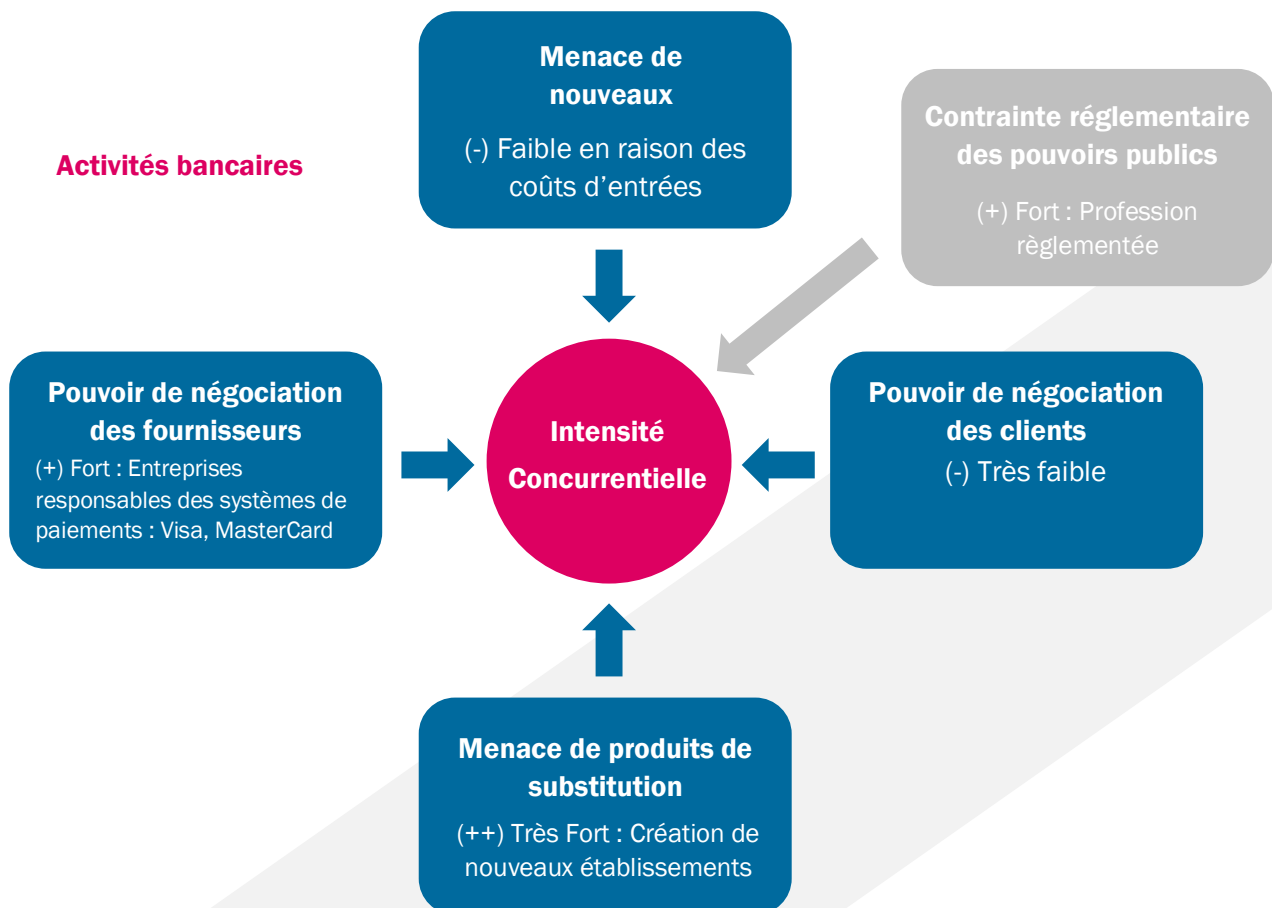 Menace de
nouveaux
(-) Faible en raison des
coûts d’entrées
Contrainte réglementaire
des pouvoirs publics
(+) Fort : Profession
règlementée
Activités bancaires
Pouvoir de négociation
des fournisseurs
(+) Fort : Entreprises
responsables des systèmes de
paiements : Visa, MasterCard
Intensité
Concurrentielle
Pouvoir de négociation
des clients
(-) Très faible
Menace de produits de
substitution
(++) Très Fort : Création de
nouveaux établissements